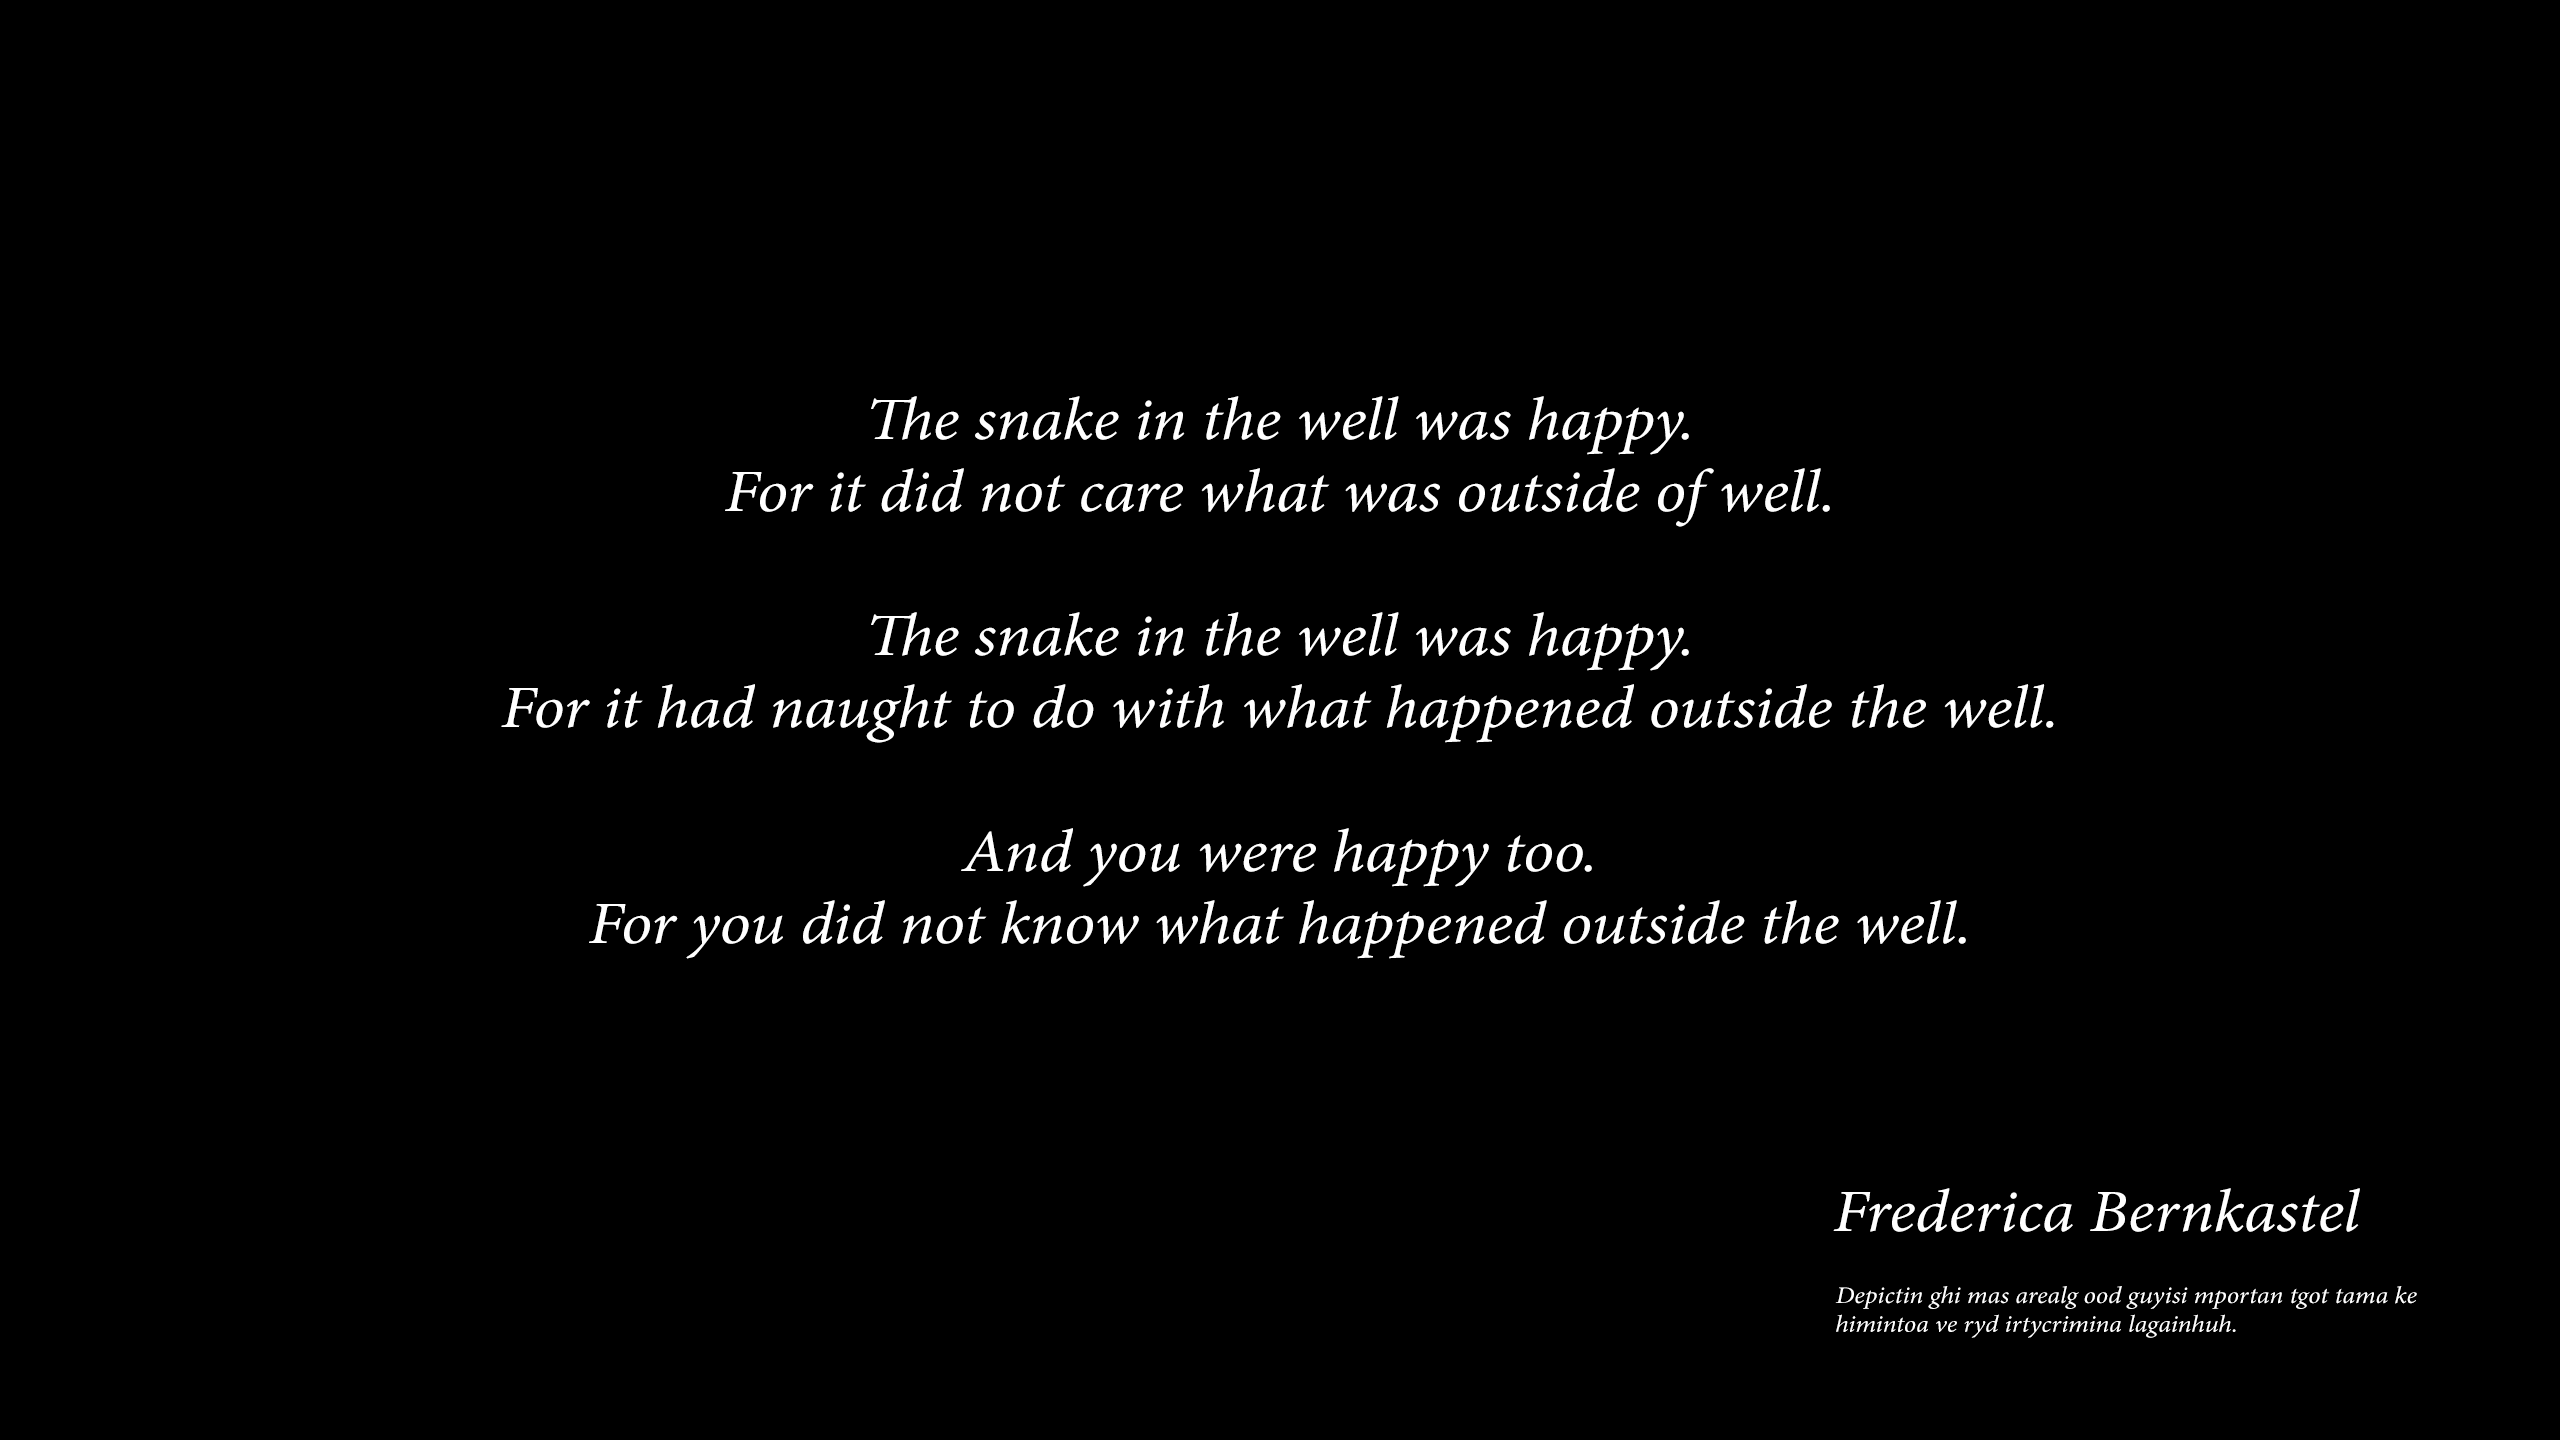 The snake in the well was happy.
For it did not care what was outside of well.
The snake in the well was happy.
For it had naught to do with what happened outside the well.
And you were happy too.
For you did not know what happened outside the well.
Frederica Bernkastel
Depictin ghi mas arealg ood guyisi mportan tgot tama ke
himintoa ve ryd irtycrimina lagainhuh.